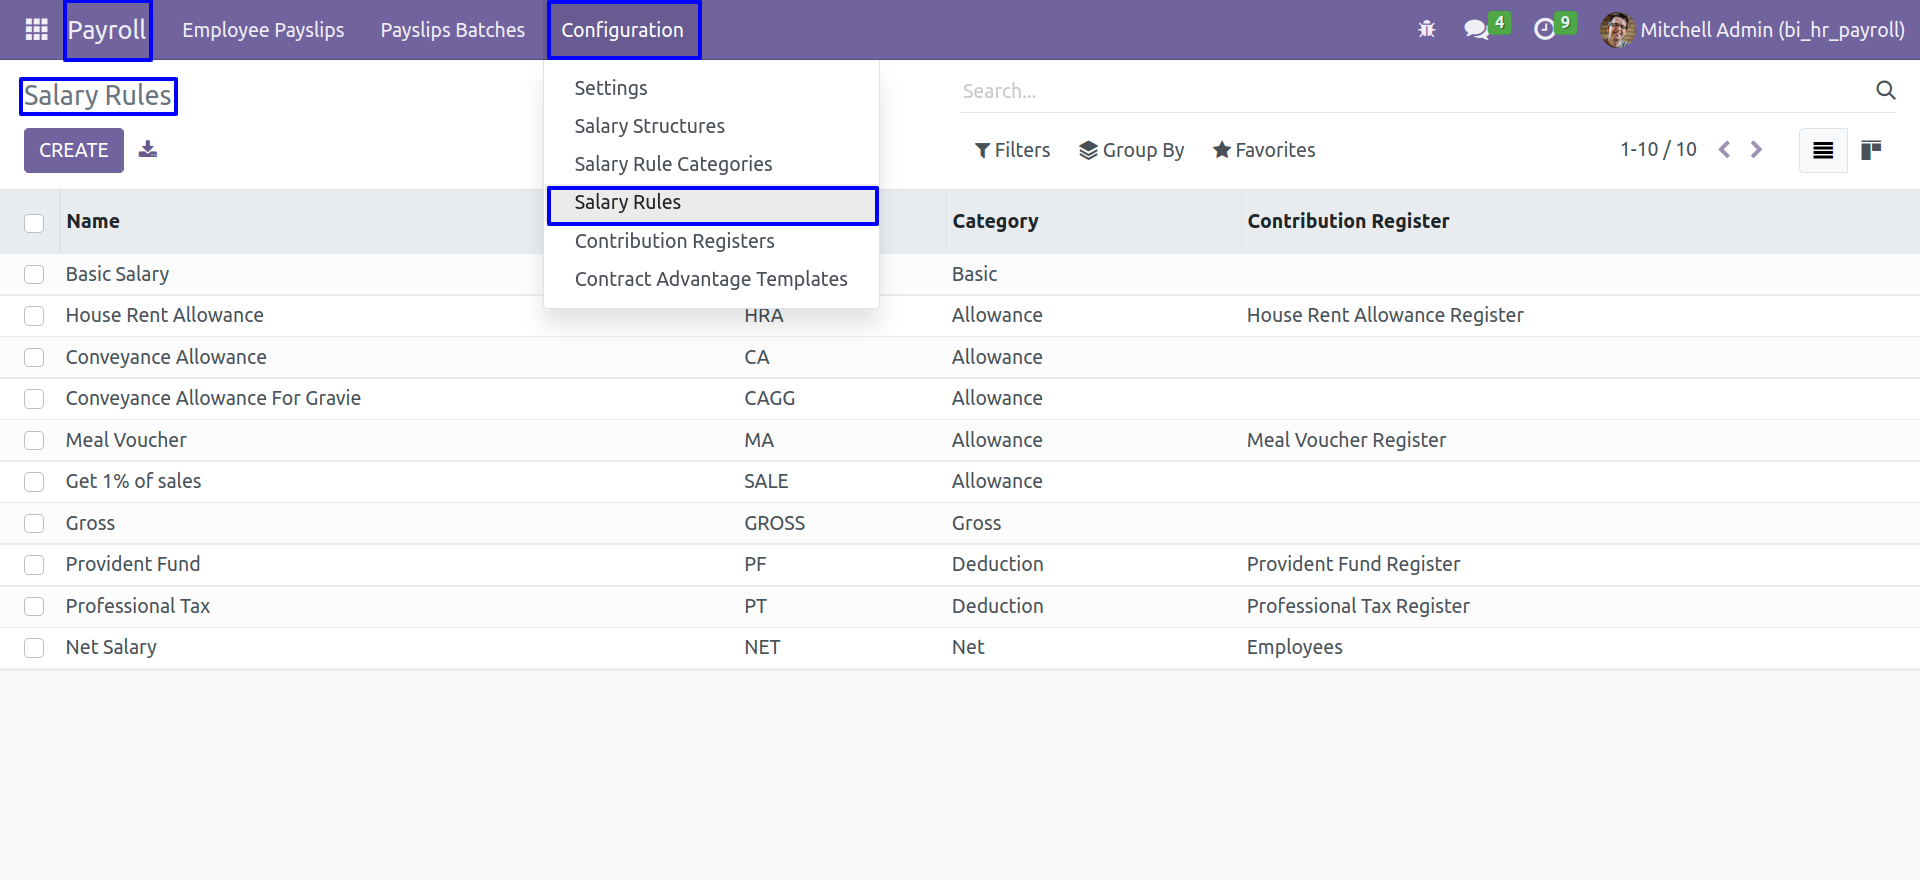 Payroll Employee Payslips Payslips Batches Configuration 4 9 Mitchell Admin (bi_hr_payroll)
Salary Rules
Search...
CREATE
Filters Group By Favorites 1-10 / 10
Settings
Salary Structures
Salary Rule Categories
Salary Rules
Contribution Registers
Contract Advantage Templates
Name Category Contribution Register
Basic Salary Basic
House Rent Allowance HRA Allowance House Rent Allowance Register
Conveyance Allowance CA Allowance
Conveyance Allowance For Gravie CAGG Allowance
Meal Voucher MA Allowance Meal Voucher Register
Get 1% of sales SALE Allowance
Gross GROSS Gross
Provident Fund PF Deduction Provident Fund Register
Professional Tax PT Deduction Professional Tax Register
Net Salary NET Net Employees